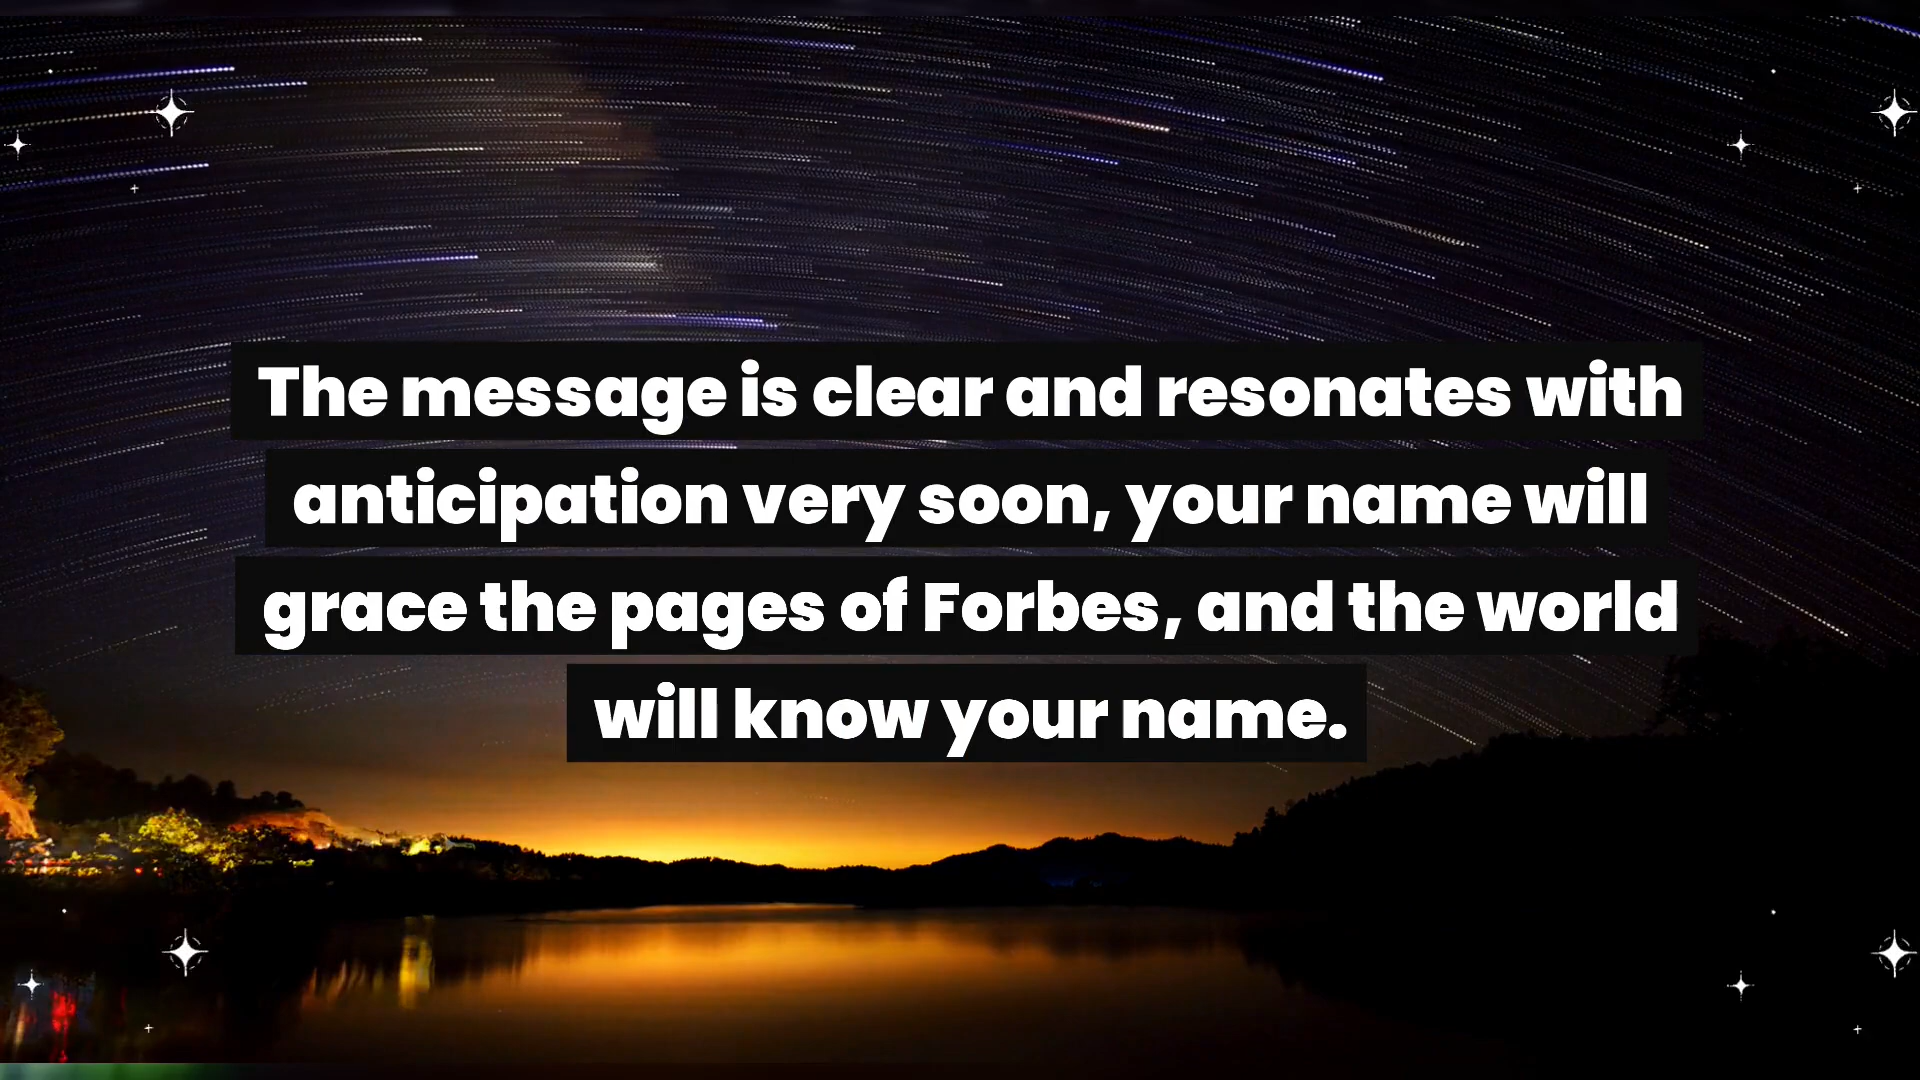 The message is clear and resonates with
anticipation very soon, your name will
grace the pages of Forbes, and the world
will know your name.